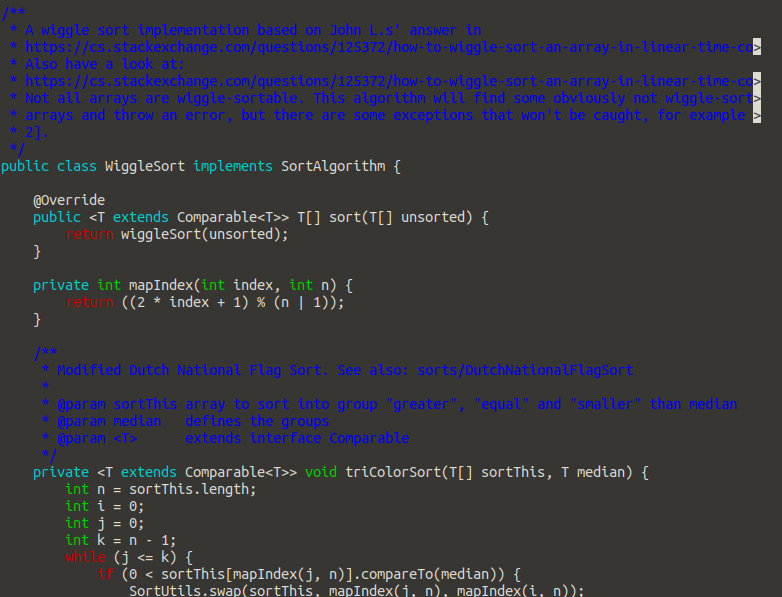 /**
 * A wiggle sort implementation based on John L.s' answer in
 * https://cs.stackexchange.com/questions/125372/how-to-wiggle-sort-an-array-in-linear-time-co>
 * Also have a look at:
 * https://cs.stackexchange.com/questions/125372/how-to-wiggle-sort-an-array-in-linear-time-co>
 * Not all arrays are wiggle-sortable. This algorithm will find some obviously not wiggle-sort>
 * arrays and throw an error, but there are some exceptions that won't be caught, for example >
 * 2].
 */
public class WiggleSort implements SortAlgorithm {

    @Override
    public <T extends Comparable<T>> T[] sort(T[] unsorted) {
        return wiggleSort(unsorted);
    }

    private int mapIndex(int index, int n) {
        return ((2 * index + 1) % (n | 1));
    }

    /**
     * Modified Dutch National Flag Sort. See also: sorts/DutchNationalFlagSort
     *
     * @param sortThis array to sort into group "greater", "equal" and "smaller" than median
     * @param median   defines the groups
     * @param <T>      extends interface Comparable
     */
    private <T extends Comparable<T>> void triColorSort(T[] sortThis, T median) {
        int n = sortThis.length;
        int i = 0;
        int j = 0;
        int k = n - 1;
        while (j <= k) {
            if (0 < sortThis[mapIndex(j, n)].compareTo(median)) {
                SortUtils.swap(sortThis, mapIndex(j, n), mapIndex(i, n));